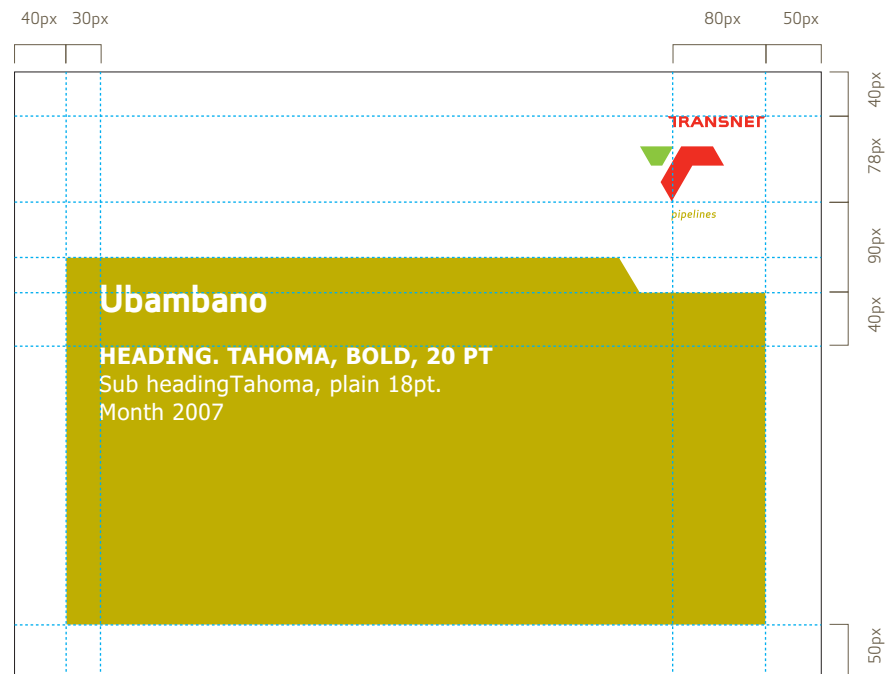 40px 30px 80px 50px
40px
TRANSNET
78px
pipelines
90px
Ubambano
40px
HEADING. TAHOMA, BOLD, 20 PT
Sub headingTahoma, plain 18pt.
Month 2007
50px